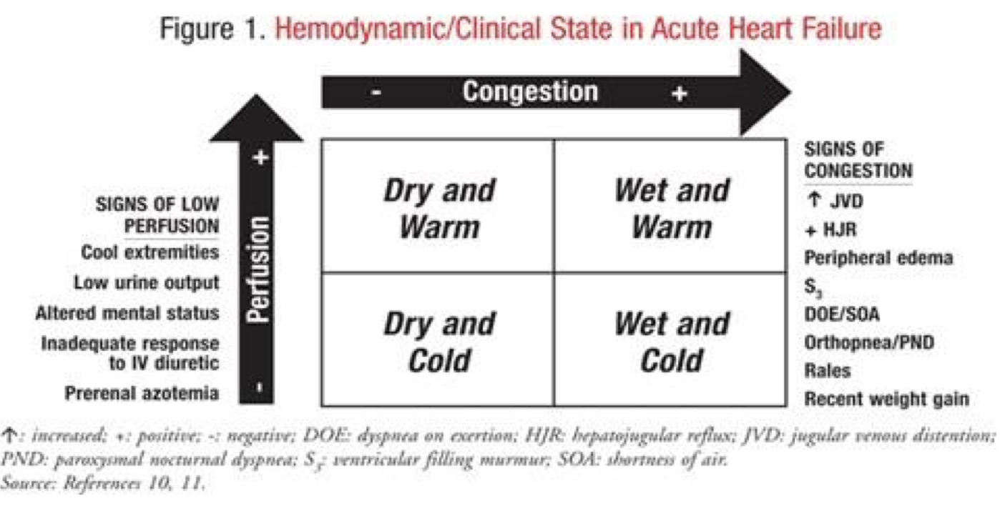 Figure 1. Hemodynamic/Clinical State in Acute Heart Failure
- Congestion +
+
Perfusion
-
SIGNS OF LOW
PERFUSION
Cool extremities
Low urine output
Altered mental status
Inadequate response
to IV diuretic
Prerenal azotemia
Dry and
Warm
Wet and
Warm
Dry and
Cold
Wet and
Cold
SIGNS OF
CONGESTION
↑ JVD
+ HJR
Peripheral edema
S₃
DOE/SOA
Orthopnea/PND
Rales
Recent weight gain
↑: increased; +: positive; -: negative; DOE: dyspnea on exertion; HJR: hepatojugular reflux; JVD: jugular venous distention;
PND: paroxysmal nocturnal dyspnea; S₃: ventricular filling murmur; SOA: shortness of air.
Source: References 10, 11.